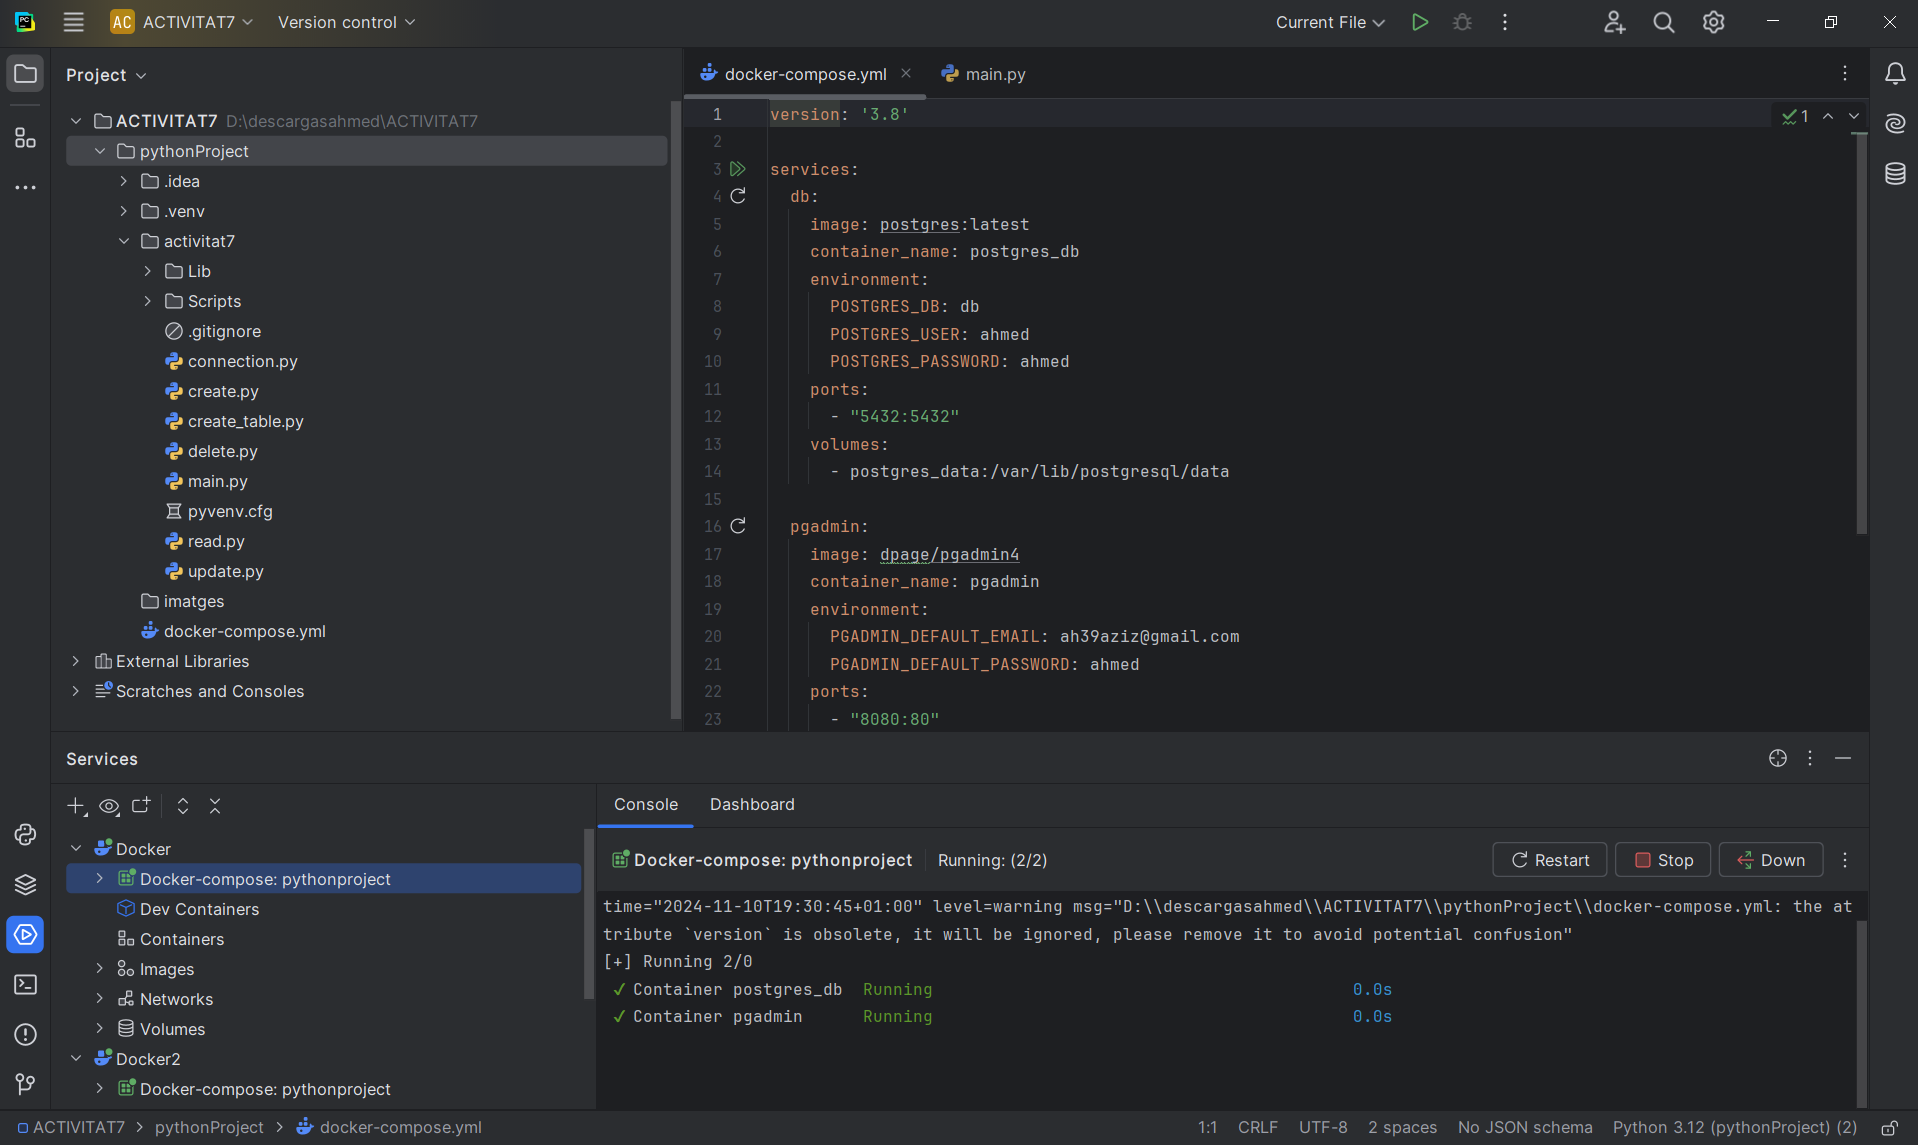 PC
AC ACTIVITAT7
Version control
Current File
Project
ACTIVITAT7 D:\descargasahmed\ACTIVITAT7
pythonProject
.idea
.venv
activitat7
Lib
Scripts
.gitignore
connection.py
create.py
create_table.py
delete.py
main.py
pyvenv.cfg
read.py
update.py
imatges
docker-compose.yml
External Libraries
Scratches and Consoles
docker-compose.yml
main.py
1 version: '3.8'
1
2
3 services:
4 db:
5 image: postgres:latest
6 container_name: postgres_db
7 environment:
8 POSTGRES_DB: db
9 POSTGRES_USER: ahmed
10 POSTGRES_PASSWORD: ahmed
11 ports:
12 - "5432:5432"
13 volumes:
14 - postgres_data:/var/lib/postgresql/data
15
16 pgadmin:
17 image: dpage/pgadmin4
18 container_name: pgadmin
19 environment:
20 PGADMIN_DEFAULT_EMAIL: ah39aziz@gmail.com
21 PGADMIN_DEFAULT_PASSWORD: ahmed
22 ports:
23 - "8080:80"
Services
Docker
Docker-compose: pythonproject
Dev Containers
Containers
Images
Networks
Volumes
Docker2
Docker-compose: pythonproject
Console
Dashboard
Docker-compose: pythonproject
Running: (2/2)
Restart
Stop
Down
time="2024-11-10T19:30:45+01:00" level=warning msg="D:\\descargasahmed\\ACTIVITAT7\\pythonProject\\docker-compose.yml: the at
tribute `version` is obsolete, it will be ignored, please remove it to avoid potential confusion"
[+] Running 2/0
✓ Container postgres_db Running 0.0s
✓ Container pgadmin Running 0.0s
ACTIVITAT7 > pythonProject > docker-compose.yml
1:1 CRLF UTF-8 2 spaces No JSON schema Python 3.12 (pythonProject) (2)